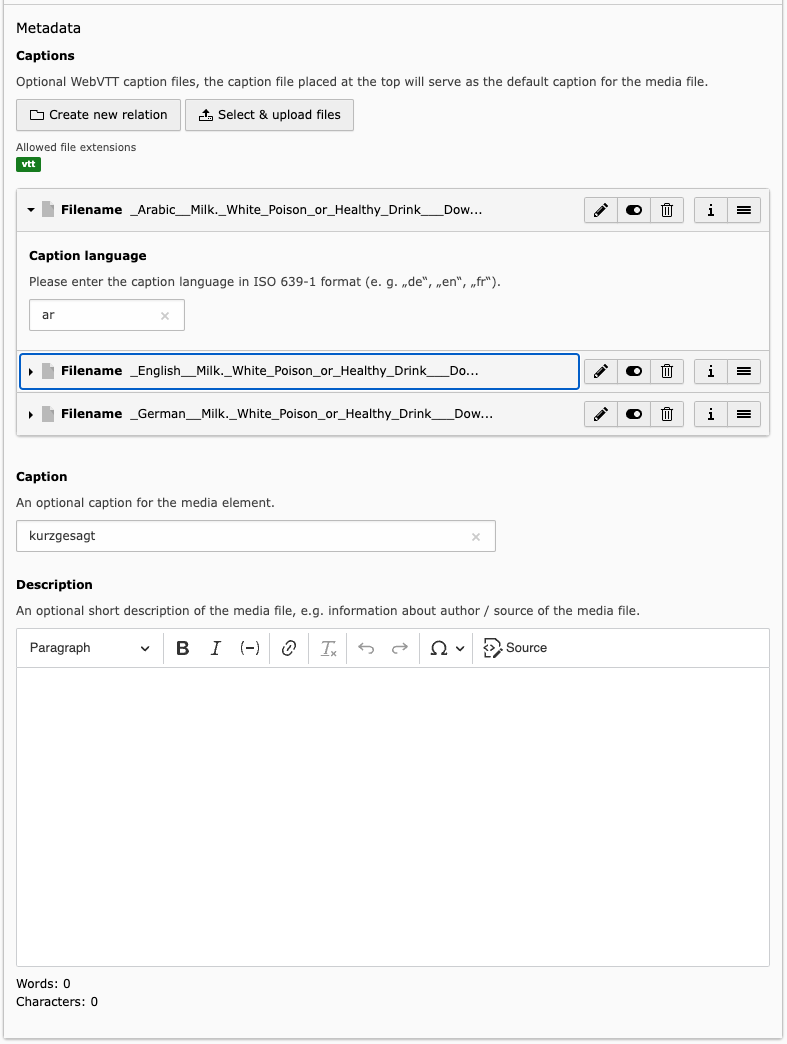 Metadata
Captions
Optional WebVTT caption files, the caption file placed at the top will serve as the default caption for the media file.
Create new relation
Select & upload files
Allowed file extensions
vtt
Filename _Arabic__Milk._White_Poison_or_Healthy_Drink___Dow...
Caption language
Please enter the caption language in ISO 639-1 format (e. g. „de“, „en“, „fr“).
ar
Filename _English__Milk._White_Poison_or_Healthy_Drink___Do...
Filename _German__Milk._White_Poison_or_Healthy_Drink___Dow...
Caption
An optional caption for the media element.
kurzgesagt
Description
An optional short description of the media file, e.g. information about author / source of the media file.
Paragraph B I (−) Tx Ω Source
Words: 0
Characters: 0